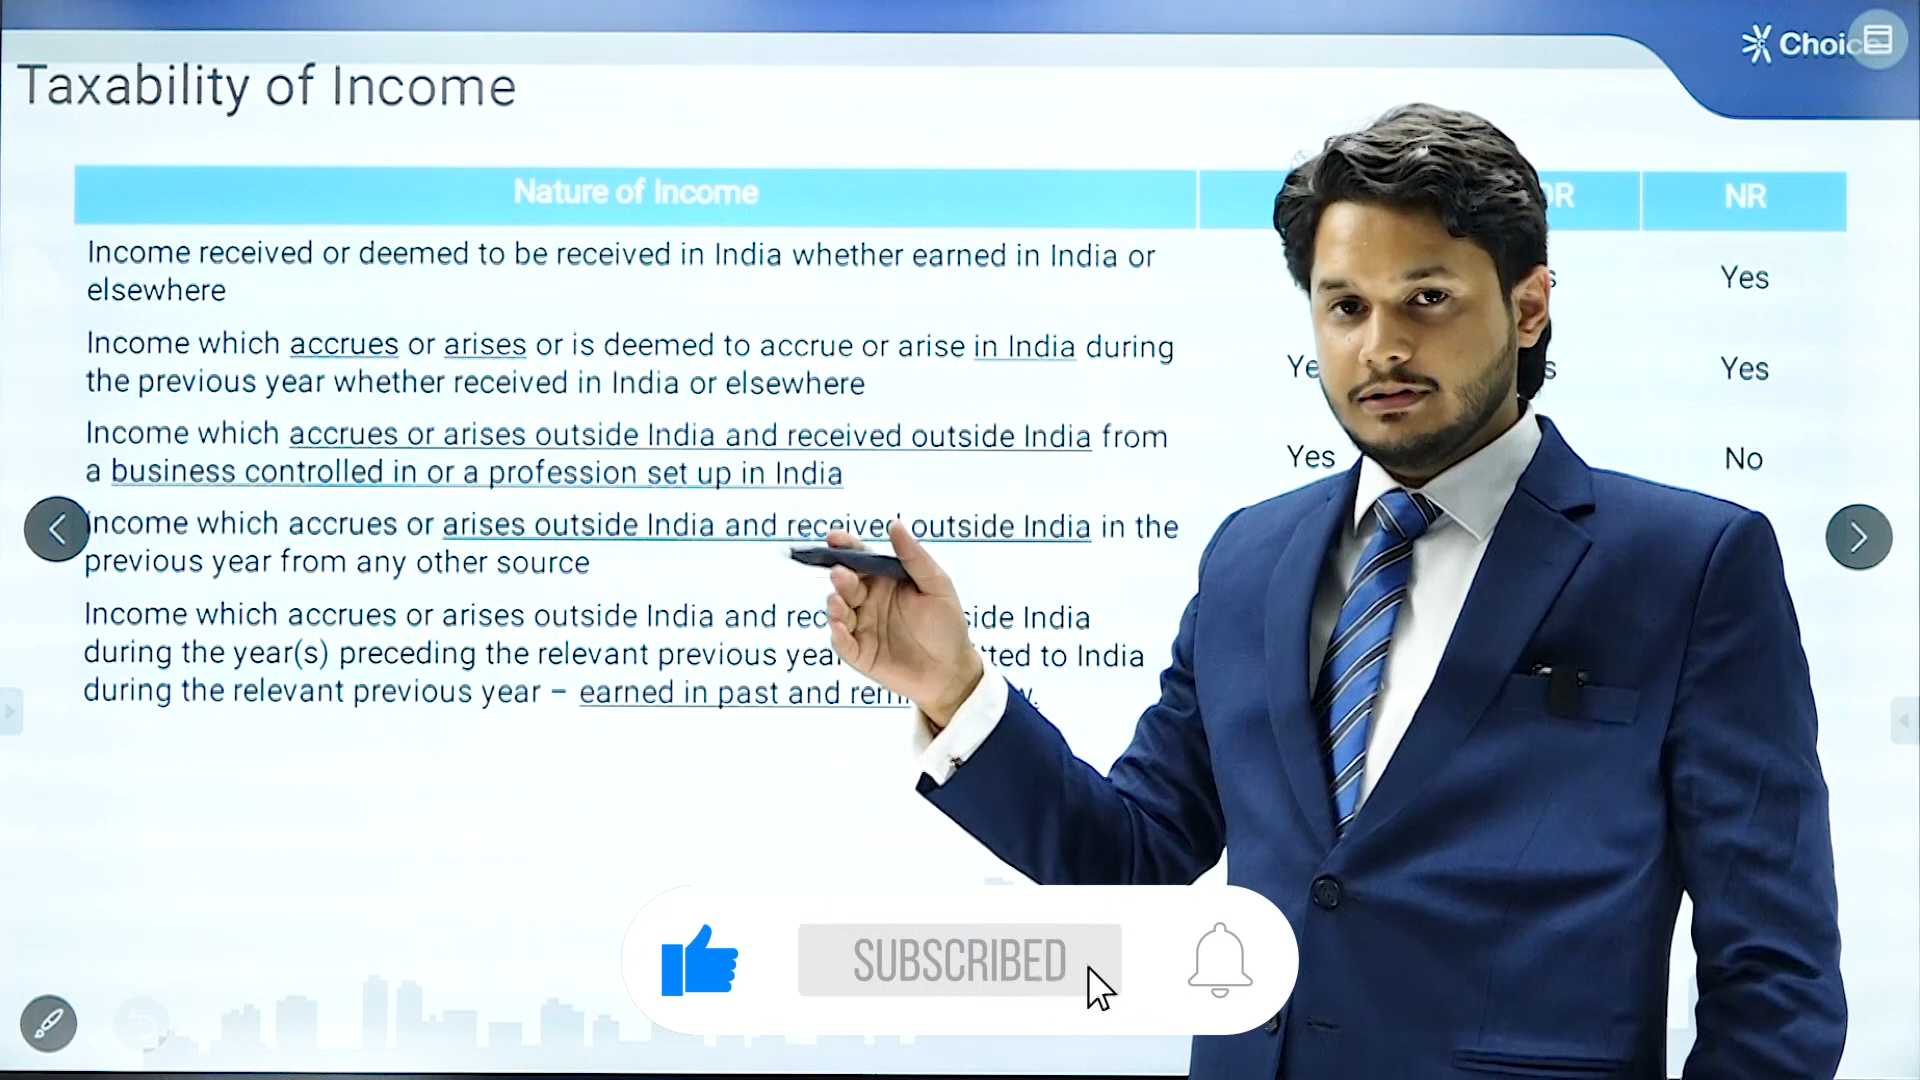 Choice
Taxability of Income
Nature of Income NR
Income received or deemed to be received in India whether earned in India or
elsewhere
Yes
Income which accrues or arises or is deemed to accrue or arise in India during
the previous year whether received in India or elsewhere
Yes
Income which accrues or arises outside India and received outside India from
a business controlled in or a profession set up in India
Yes No
Income which accrues or arises outside India and received outside India in the
previous year from any other source
Income which accrues or arises outside India and India
during the year(s) preceding the relevant previous to India
during the relevant previous year – earned in past and
SUBSCRIBED